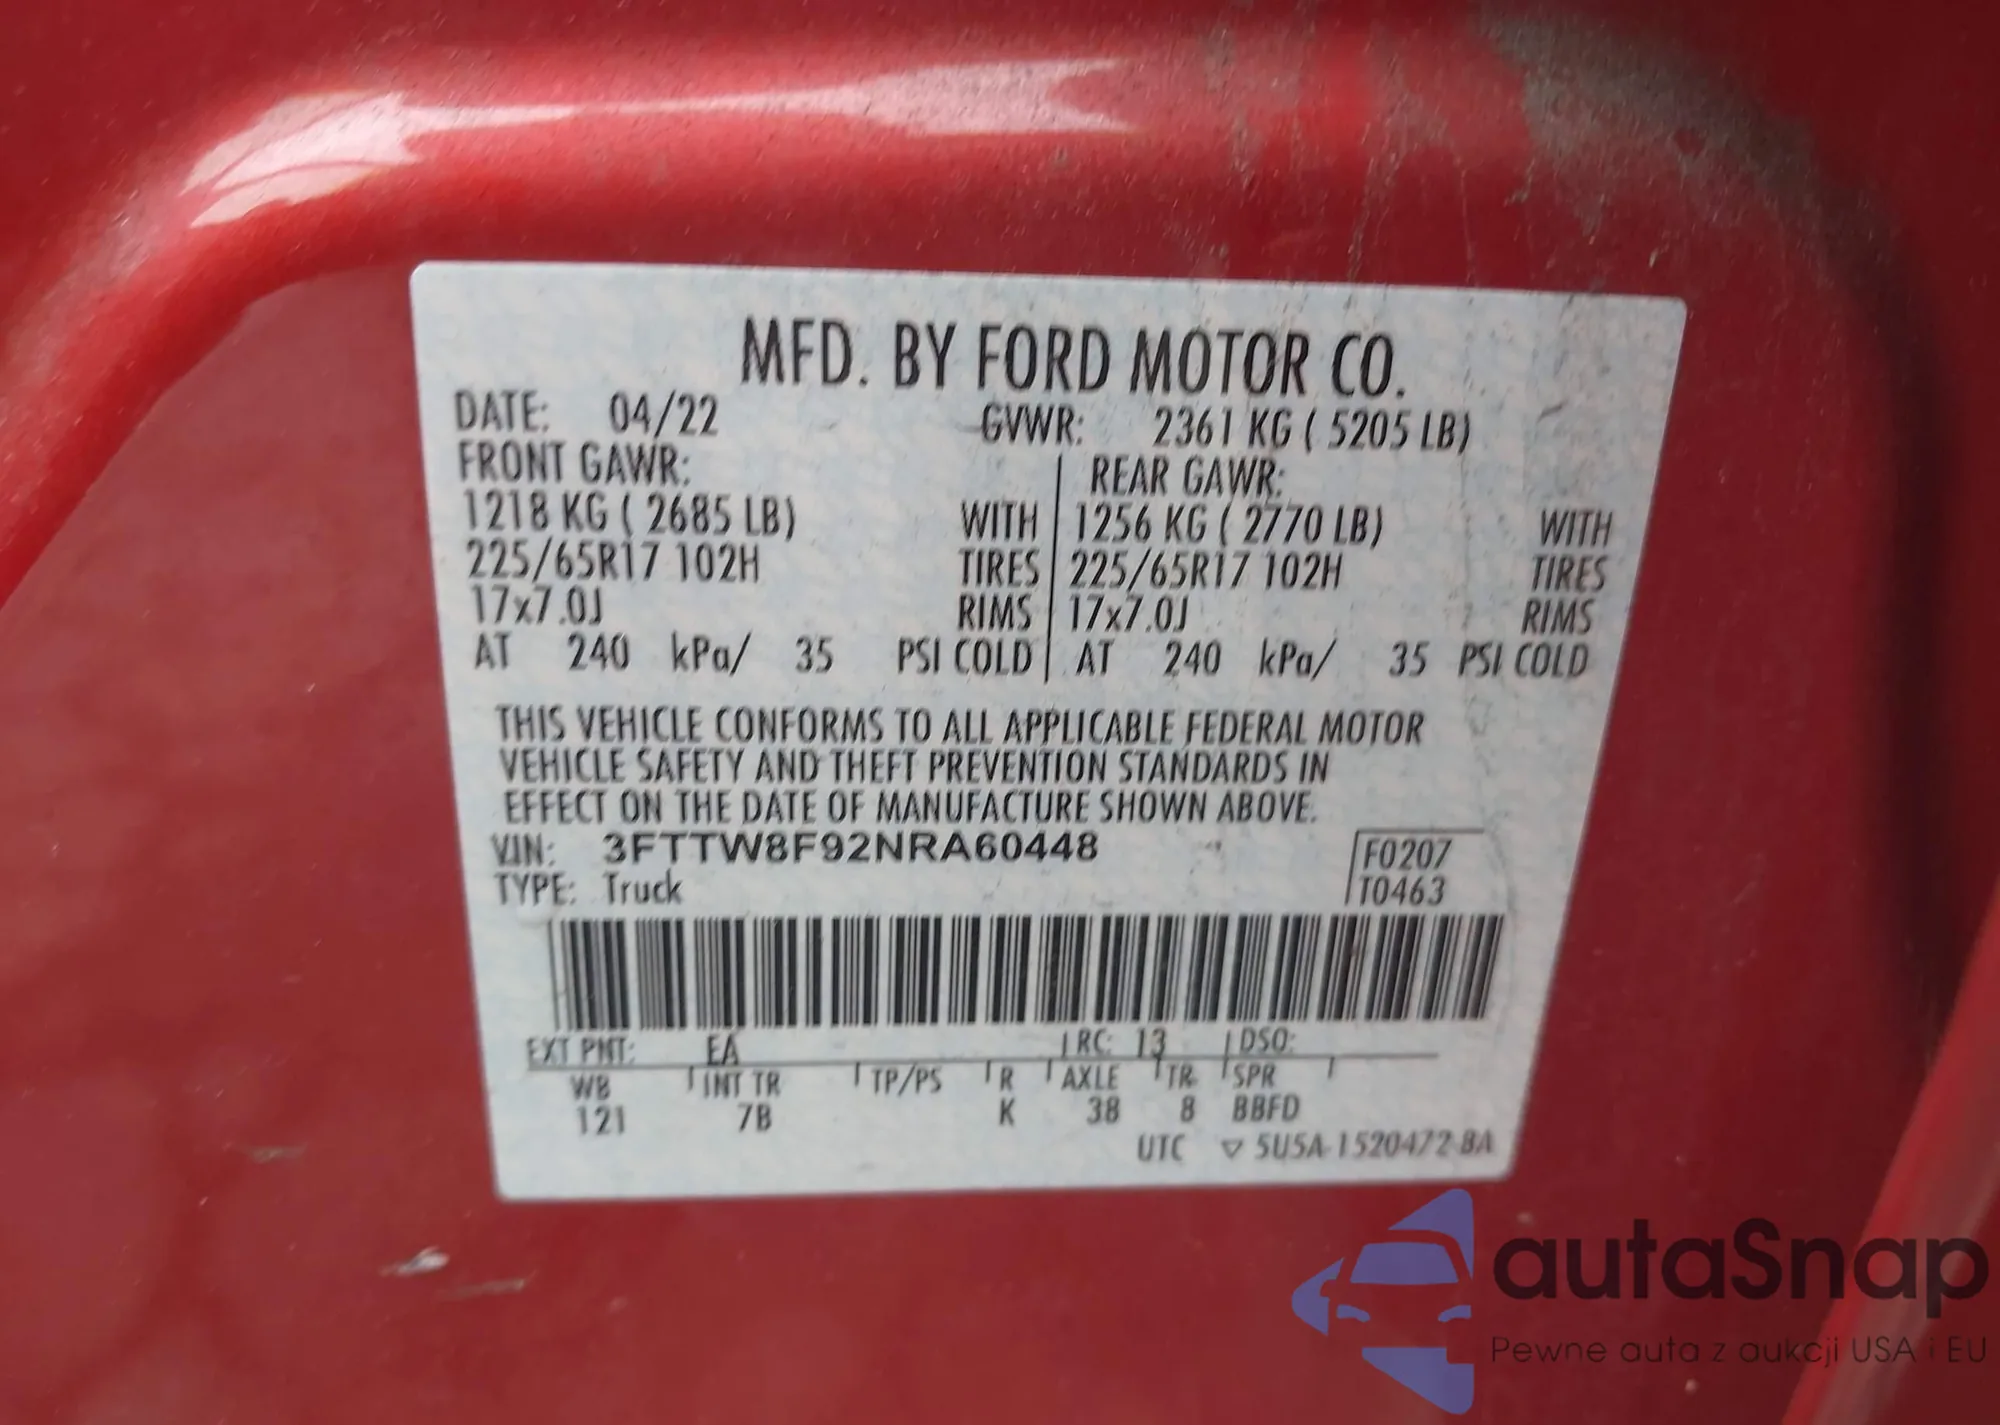 MFD. BY FORD MOTOR CO.
DATE: 04/22 GVWR: 2361 KG ( 5205 LB)
FRONT GAWR: REAR GAWR:
1218 KG ( 2685 LB) WITH 1256 KG ( 2770 LB) WITH
225/65R17 102H TIRES 225/65R17 102H TIRES
17x7.0J RIMS 17x7.0J RIMS
AT 240 kPa/ 35 PSI COLD AT 240 kPa/ 35 PSI COLD
THIS VEHICLE CONFORMS TO ALL APPLICABLE FEDERAL MOTOR
VEHICLE SAFETY AND THEFT PREVENTION STANDARDS IN
EFFECT ON THE DATE OF MANUFACTURE SHOWN ABOVE.
VIN: 3FTTW8F92NRA60448 F0207
TYPE: Truck T0463
EXT PNT: EA RC: 13 DSO:
WB INT TR TP/PS R AXLE TR SPR
121 7B K 38 8 BBFD
UTC ▽ 5U5A-1520472-BA
autaSnap
Pewne auta z aukcji USA i EU